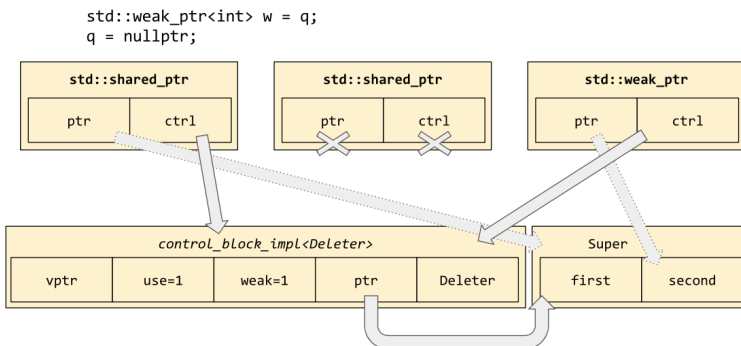 std::weak_ptr<int> w = q;
q = nullptr;
std::shared_ptr std::shared_ptr std::weak_ptr
ptr ctrl ptr ctrl ptr ctrl
control_block_impl<Deleter> Super
vptr use=1 weak=1 ptr Deleter first second